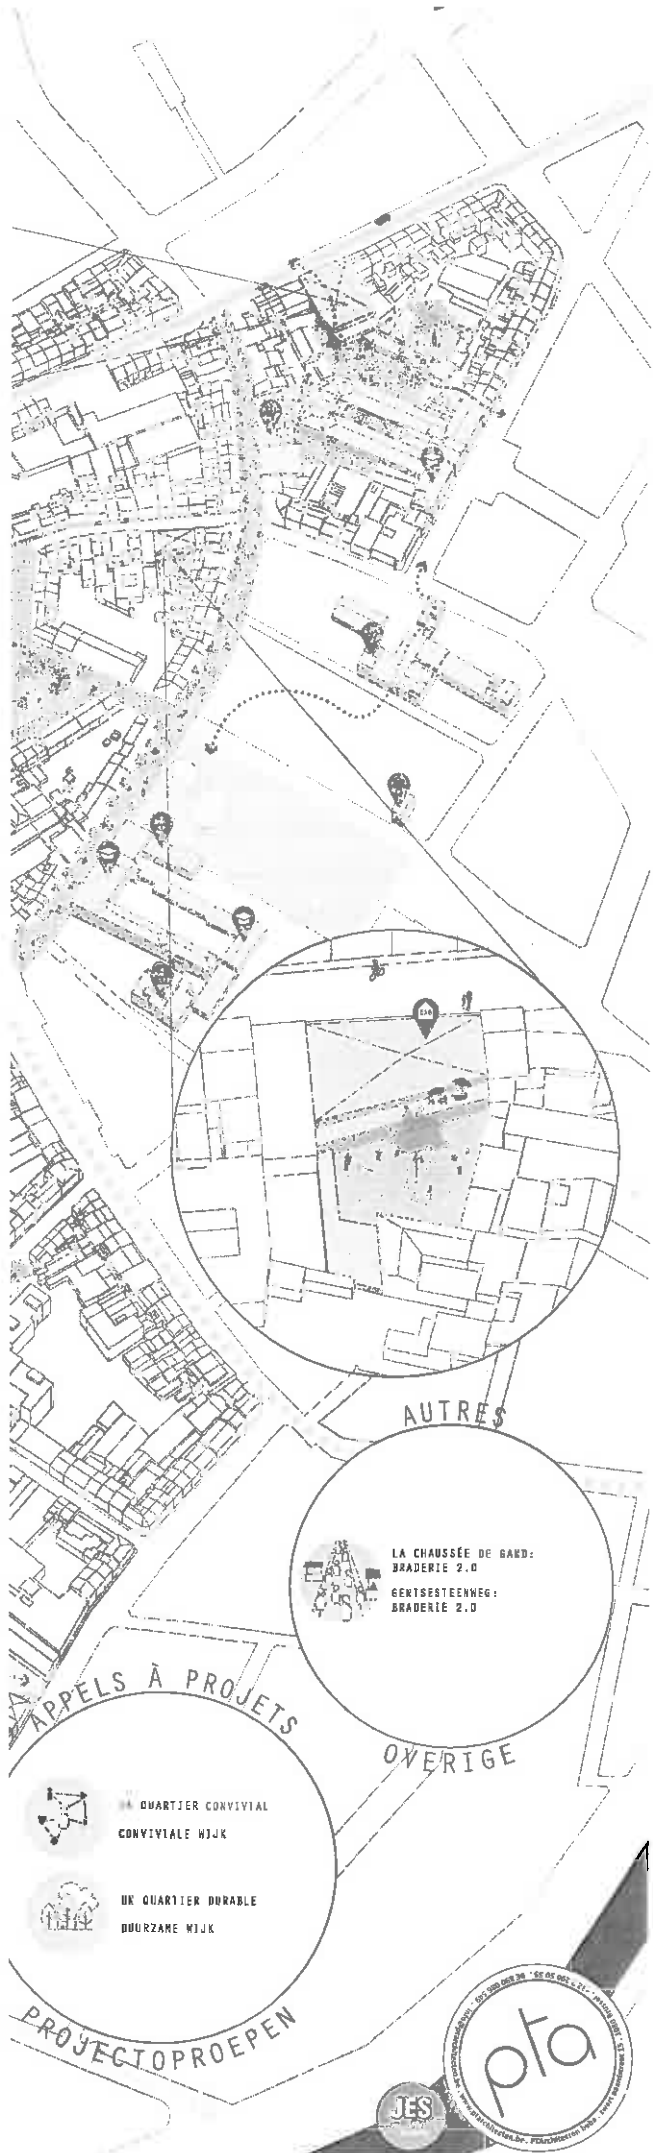 AUTRES
LA CHAUSSÉE DE GAND:
BRADERIE 2.0
GENTSESTEENWEG:
BRADERIE 2.0
OVERIGE
APPELS À PROJETS
UN QUARTIER CONVIVIAL
CONVIVIALE WIJK
UN QUARTIER DURABLE
DUURZAME WIJK
PROJECTOPROEPEN
pta
JES